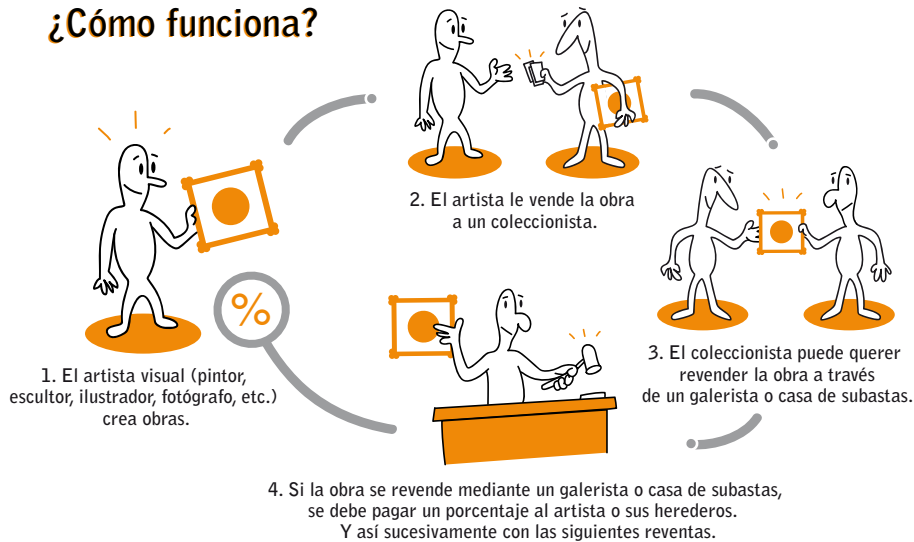 ¿Cómo funciona?
1. El artista visual (pintor,
escultor, ilustrador, fotógrafo, etc.)
crea obras.
2. El artista le vende la obra
a un coleccionista.
3. El coleccionista puede querer
revender la obra a través
de un galerista o casa de subastas.
%
4. Si la obra se revende mediante un galerista o casa de subastas,
se debe pagar un porcentaje al artista o sus herederos.
Y así sucesivamente con las siguientes reventas.